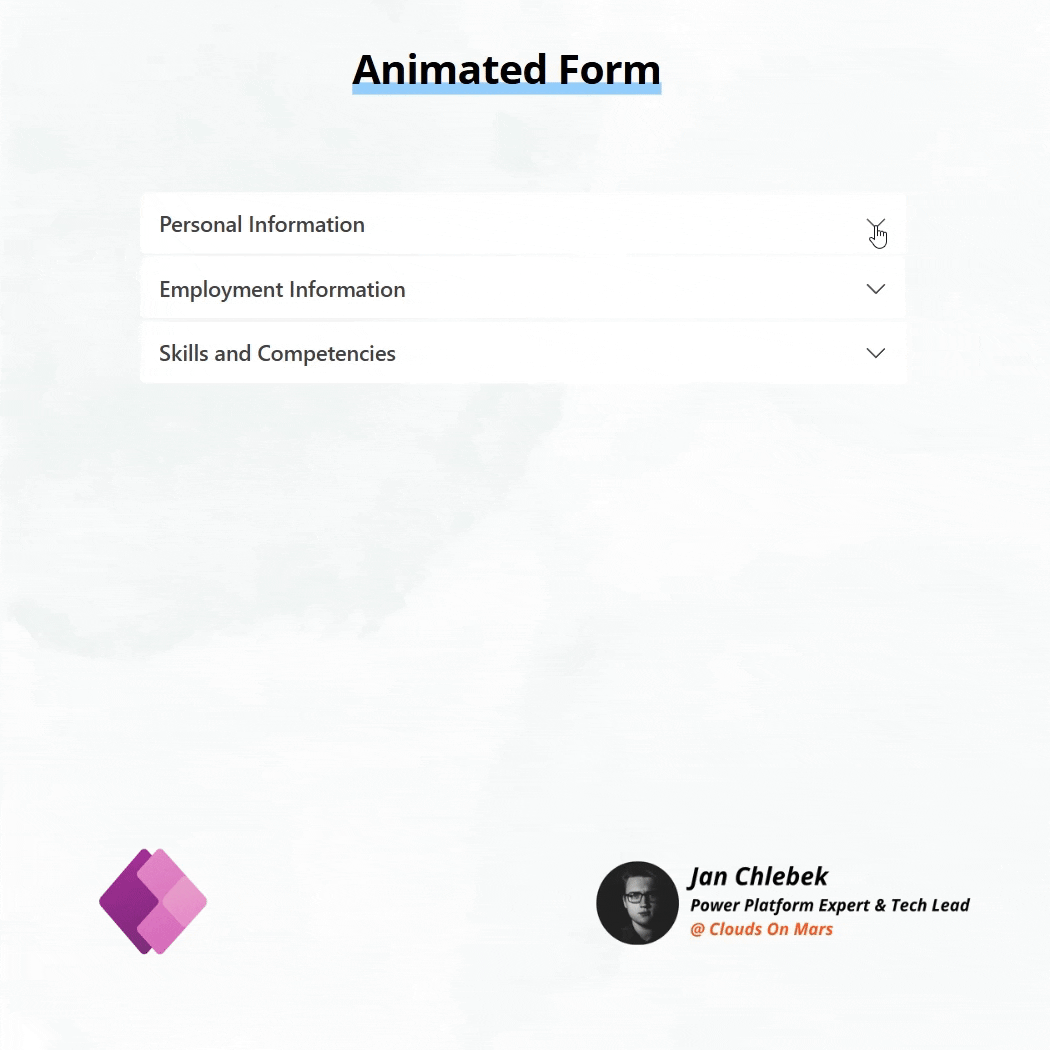 Animated Form
Personal Information
Employment Information
Skills and Competencies
Jan Chlebek
Power Platform Expert & Tech Lead
@ Clouds On Mars